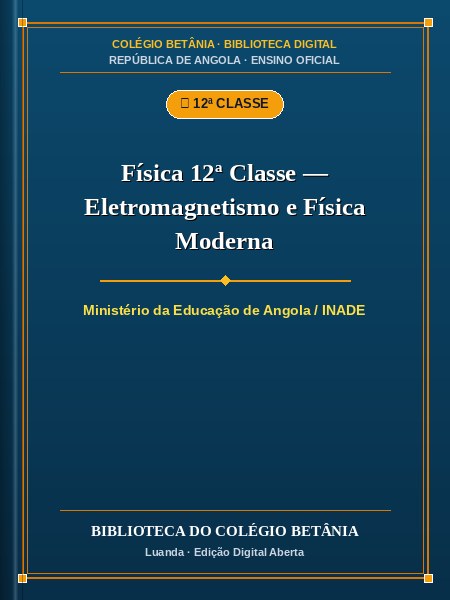 COLÉGIO BETÂNIA · BIBLIOTECA DIGITAL
REPÚBLICA DE ANGOLA · ENSINO OFICIAL
12ª CLASSE
Física 12ª Classe —
Eletromagnetismo e Física
Moderna
Ministério da Educação de Angola / INADE
BIBLIOTECA DO COLÉGIO BETÂNIA
Luanda · Edição Digital Aberta